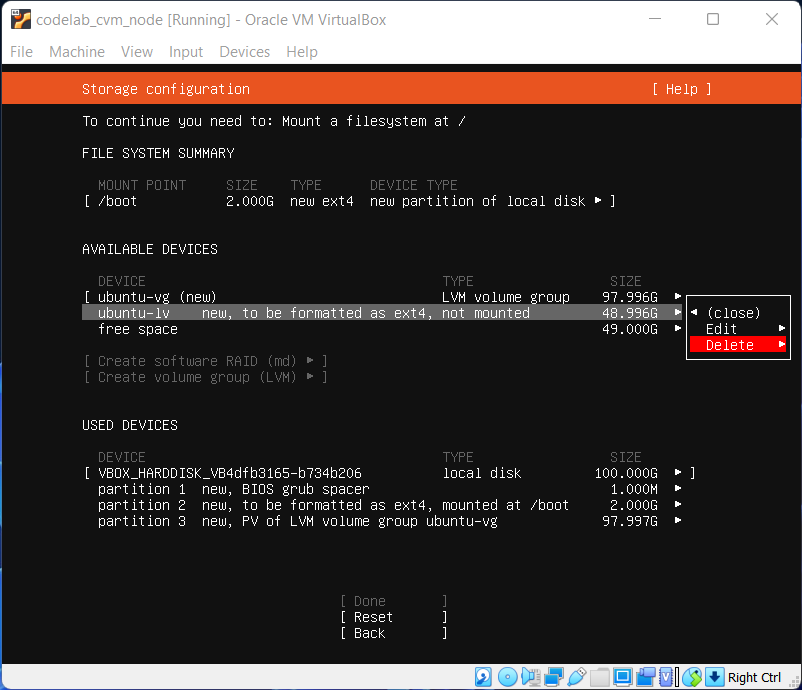 codelab_cvm_node [Running] - Oracle VM VirtualBox
File Machine View Input Devices Help
Storage configuration [ Help ]
To continue you need to: Mount a filesystem at /
FILE SYSTEM SUMMARY
MOUNT POINT SIZE TYPE DEVICE TYPE
[ /boot 2.000G new ext4 new partition of local disk ▸ ]
AVAILABLE DEVICES
DEVICE TYPE SIZE
[ ubuntu-vg (new) LVM volume group 97.996G ▸
ubuntu-lv new, to be formatted as ext4, not mounted 48.996G ▸
free space 49.000G ▸
◂ (close)
Edit ▸
Delete ▸
[ Create software RAID (md) ▸ ]
[ Create volume group (LVM) ▸ ]
USED DEVICES
DEVICE TYPE SIZE
[ VBOX_HARDDISK_VB4dfb3165-b734b206 local disk 100.000G ▸ ]
partition 1 new, BIOS grub spacer 1.000M ▸
partition 2 new, to be formatted as ext4, mounted at /boot 2.000G ▸
partition 3 new, PV of LVM volume group ubuntu-vg 97.997G ▸
[ Done ]
[ Reset ]
[ Back ]
Right Ctrl